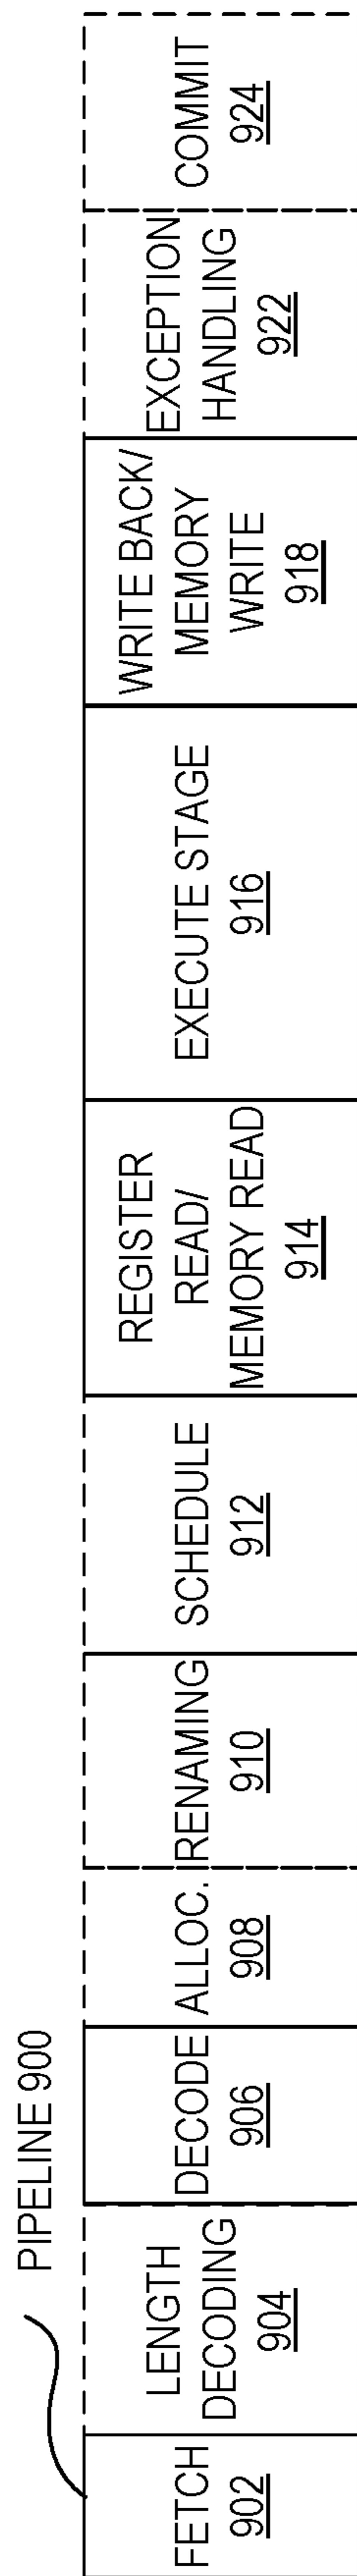 PIPELINE 900
FETCH
902
LENGTH
DECODING
904
DECODE
906
ALLOC.
908
RENAMING
910
SCHEDULE
912
REGISTER
READ/
MEMORY READ
914
EXECUTE STAGE
916
WRITE BACK/
MEMORY
WRITE
918
EXCEPTION
HANDLING
922
COMMIT
924